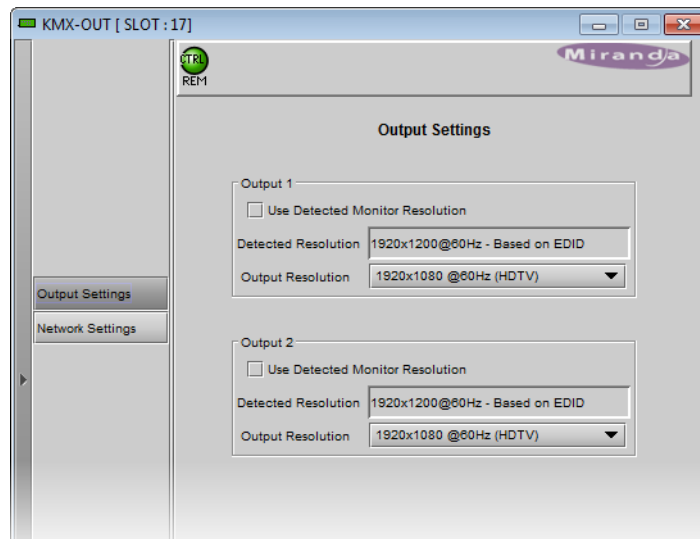 KMX-OUT [ SLOT : 17]
CTRL
REM
Miranda
Output Settings
Output 1
Use Detected Monitor Resolution
Detected Resolution 1920x1200@60Hz - Based on EDID
Output Resolution 1920x1080 @60Hz (HDTV)
Output Settings
Network Settings
Output 2
Use Detected Monitor Resolution
Detected Resolution 1920x1200@60Hz - Based on EDID
Output Resolution 1920x1080 @60Hz (HDTV)